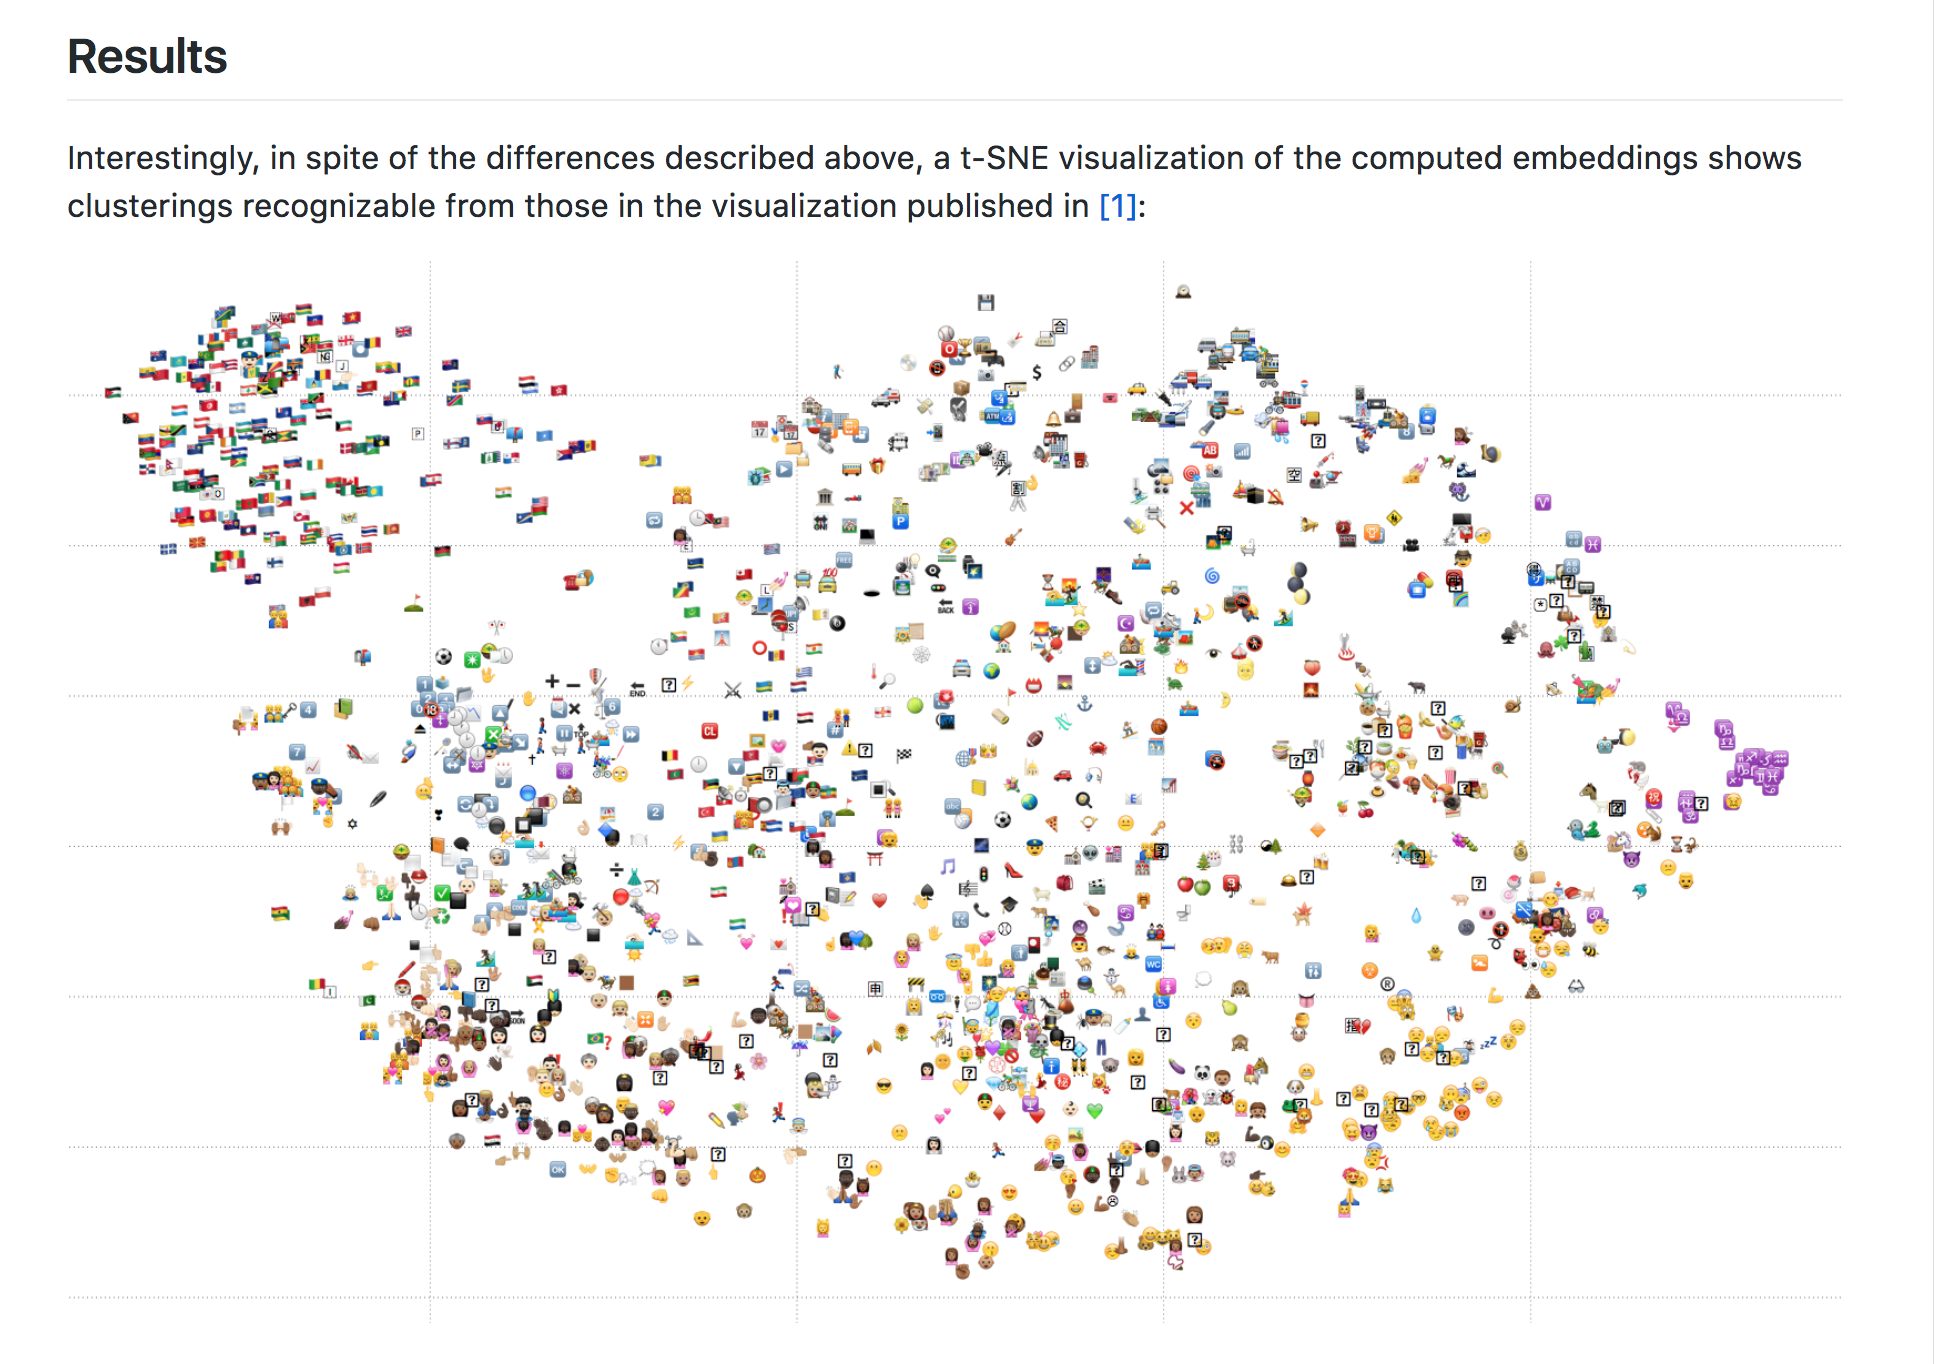 Results
Interestingly, in spite of the differences described above, a t-SNE visualization of the computed embeddings shows
clusterings recognizable from those in the visualization published in [1]: